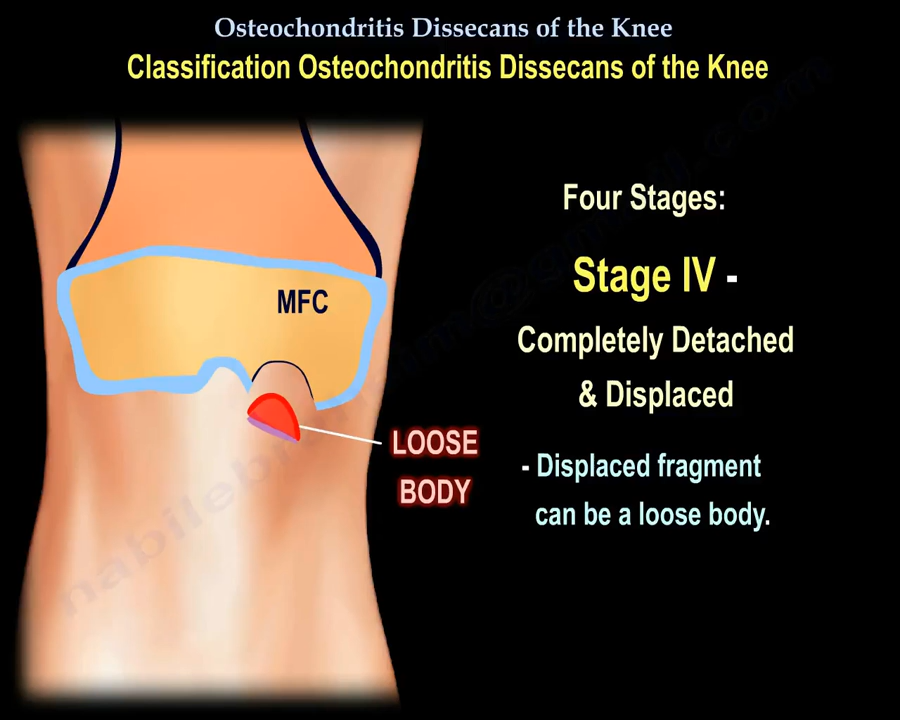 Osteochondritis Dissecans of the Knee
Classification Osteochondritis Dissecans of the Knee
Four Stages:
Stage IV -
Completely Detached
& Displaced
MFC
LOOSE
BODY
- Displaced fragment
can be a loose body.